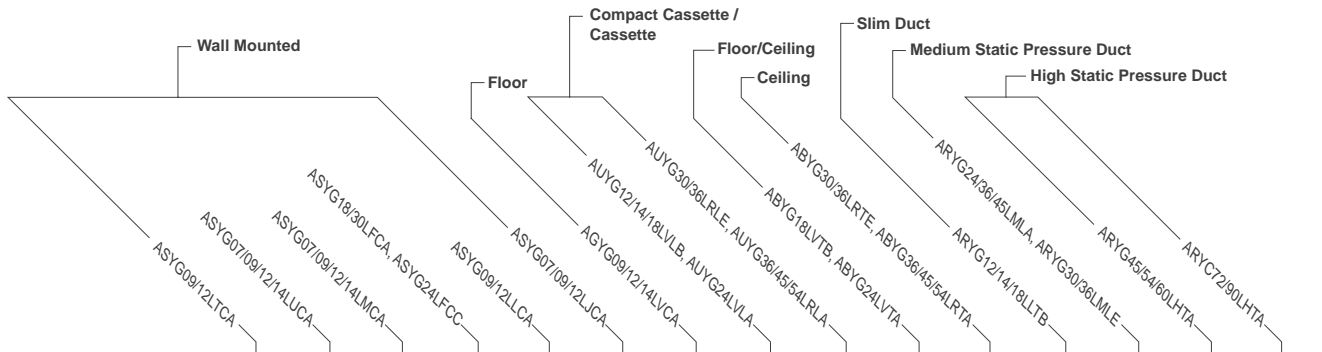 Wall Mounted
Floor
Compact Cassette /
Cassette
Floor/Ceiling
Ceiling
Slim Duct
Medium Static Pressure Duct
High Static Pressure Duct
ASYG09/12LTCA
ASYG07/09/12/14LUCA
ASYG07/09/12/14LMCA
ASYG18/30LFCA, ASYG24LFCC
ASYG09/12LLCA
ASYG07/09/12LJCA
AGYG09/12/14LVCA
AUYG12/14/18LVLB, AUYG24LVLA
AUYG30/36LRLE, AUYG36/45/54LRLA
ABYG18LVTB, ABYG24LVTA
ABYG30/36LRTE, ABYG36/45/54LRTA
ARYG12/14/18LLTB
ARYG24/36/45LMLA, ARYG30/36LMLE
ARYG45/54/60LHTA
ARYC72/90LHTA